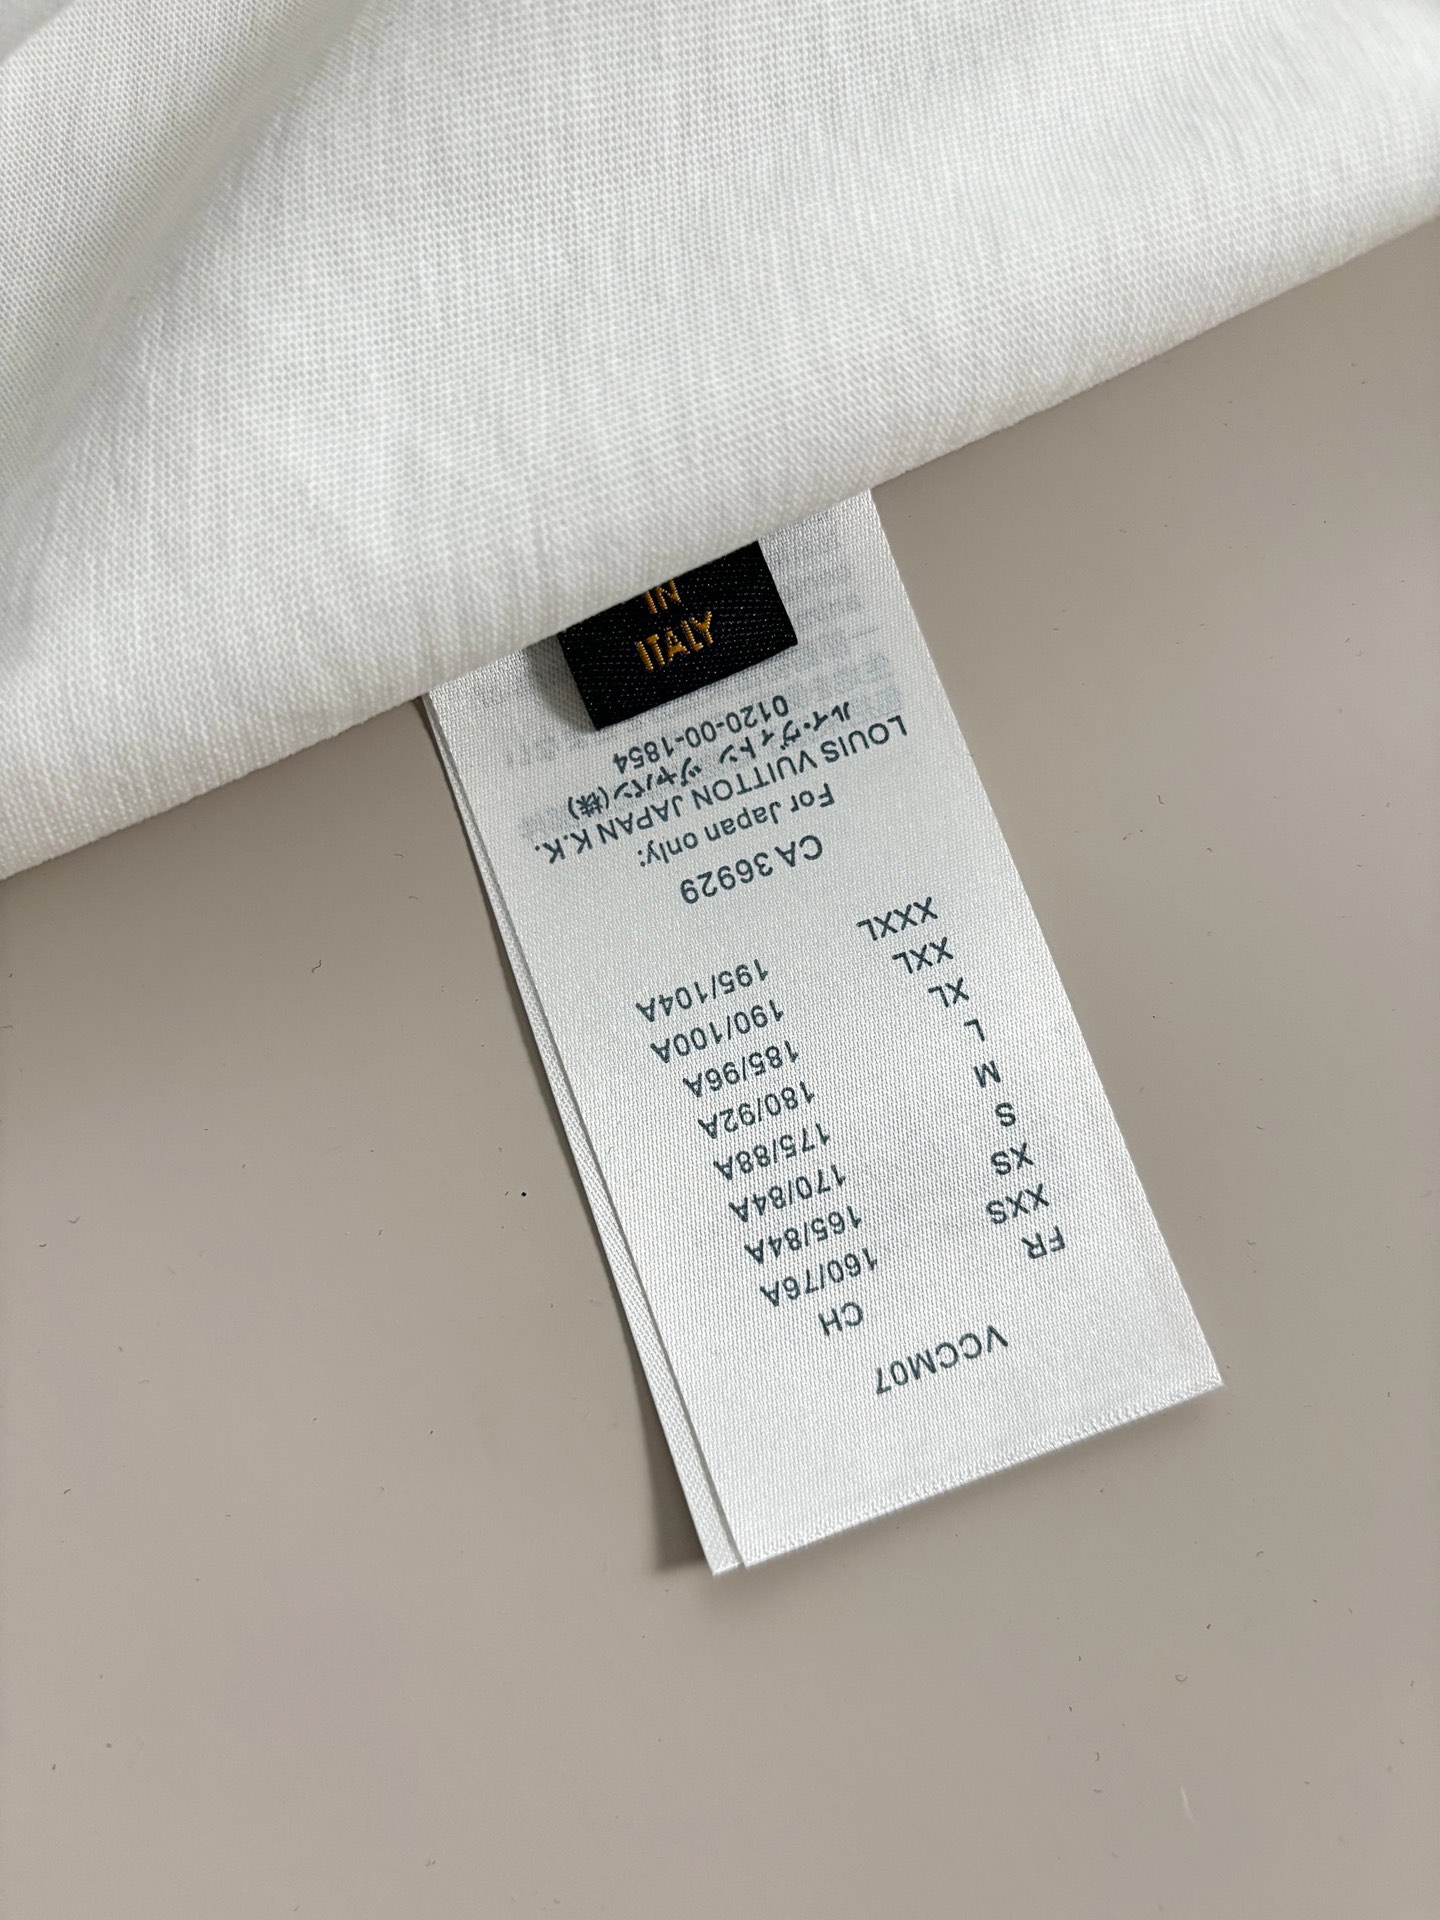 IN
ITALY
VCCM07
FR CH
XXS 160/76A
XS 165/84A
S 170/84A
M 175/88A
L 180/92A
XL 185/96A
XXL 190/100A
XXXL 195/104A
CA 36929
For Japan only:
LOUIS VUITTON JAPAN K.K.
ルイ・ヴィトン ジャパン(株)
0120-00-1854